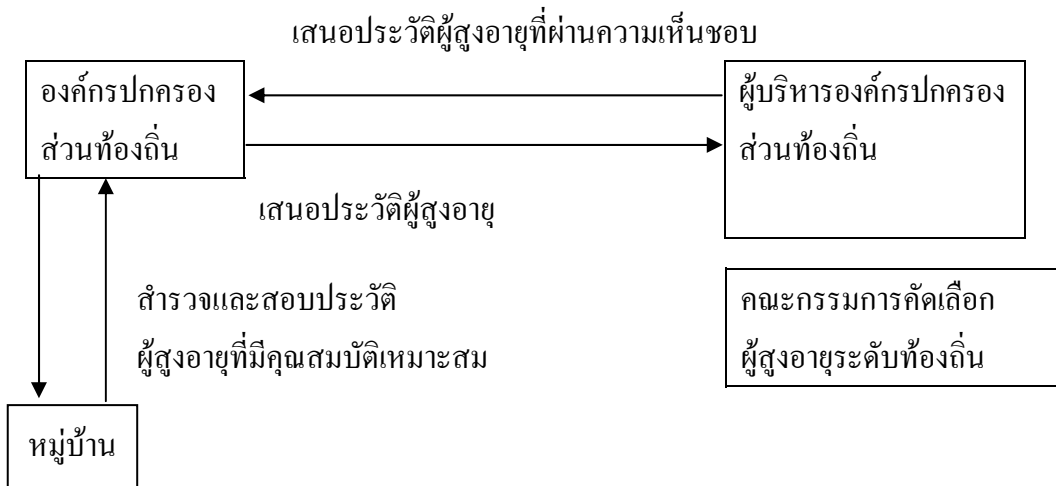 เสนอประวัติผู้สูงอายุที่ผ่านความเห็นชอบ
องค์กรปกครอง
ส่วนท้องถิ่น
ผู้บริหารองค์กรปกครอง
ส่วนท้องถิ่น
เสนอประวัติผู้สูงอายุ
สำรวจและสอบประวัติ
ผู้สูงอายุที่มีคุณสมบัติเหมาะสม
คณะกรรมการคัดเลือก
ผู้สูงอายุระดับท้องถิ่น
หมู่บ้าน